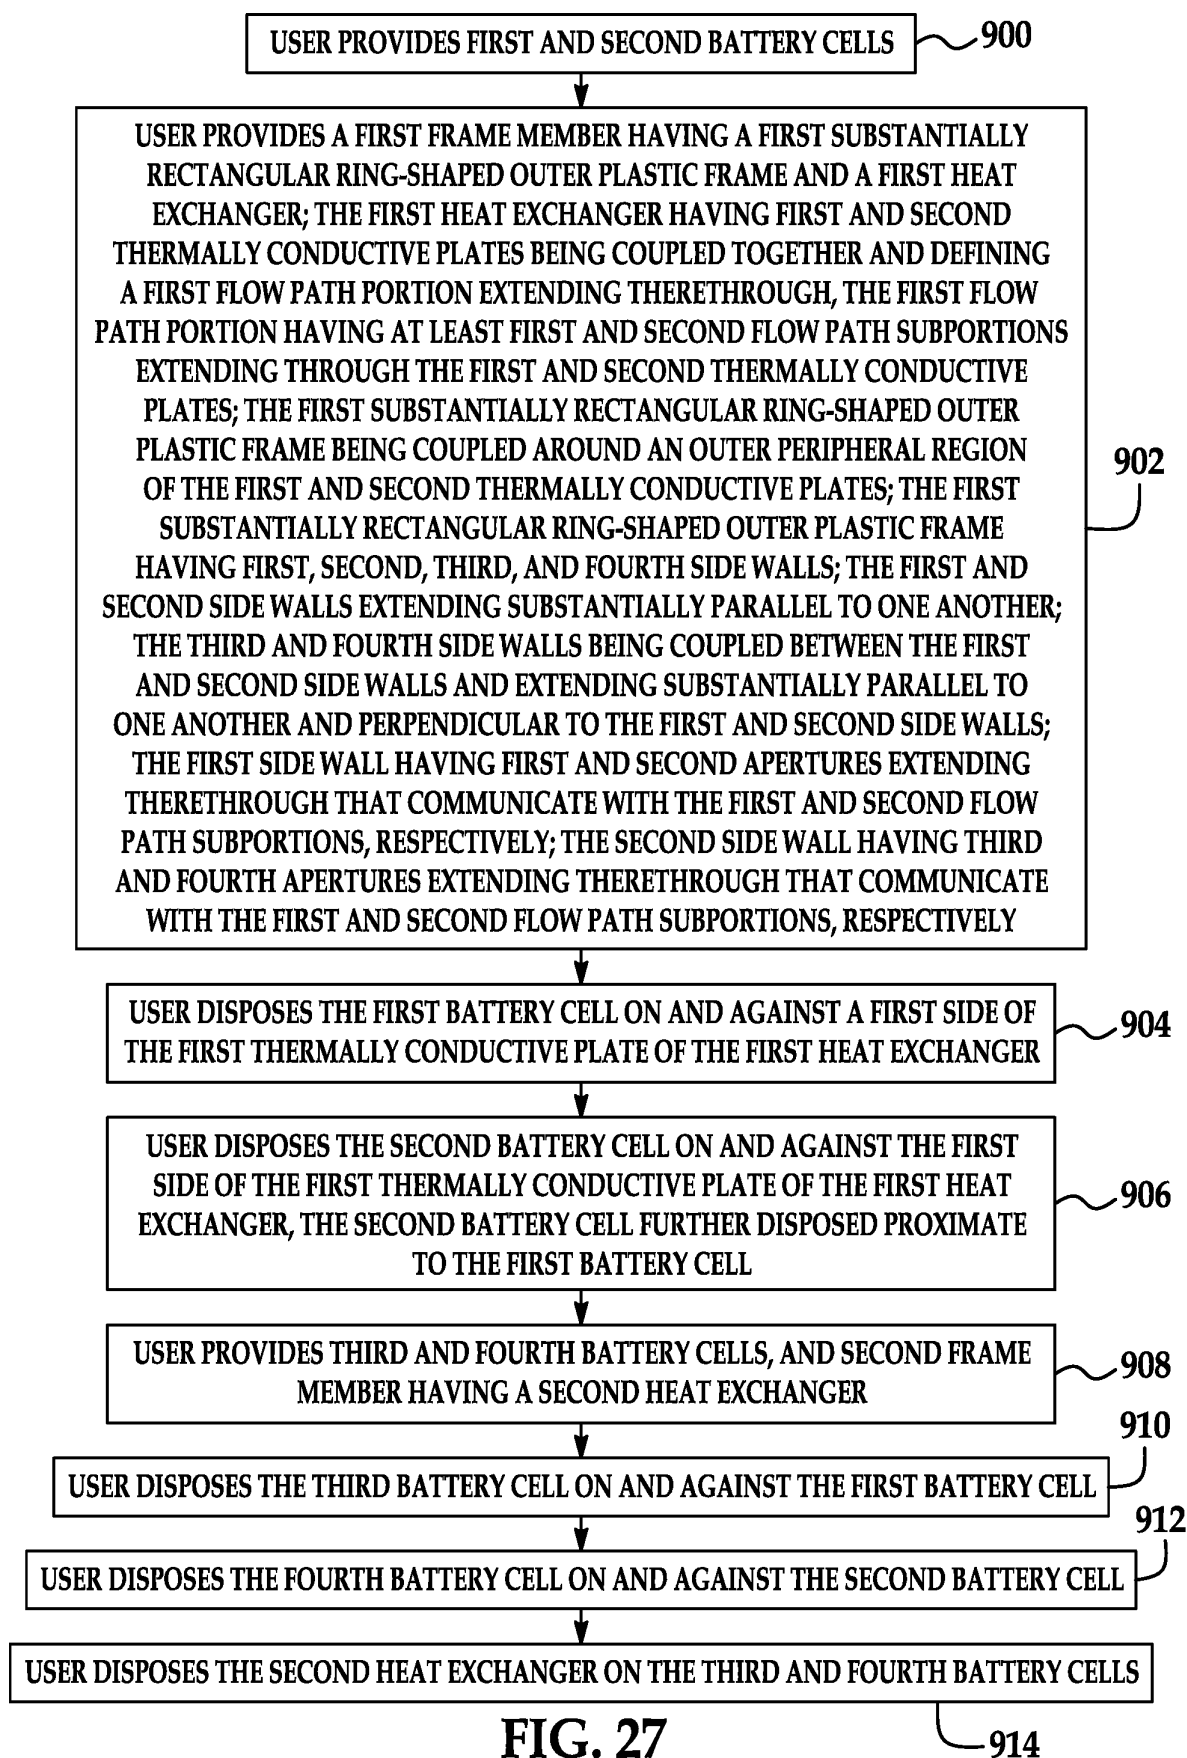 USER PROVIDES FIRST AND SECOND BATTERY CELLS
900
USER PROVIDES A FIRST FRAME MEMBER HAVING A FIRST SUBSTANTIALLY
RECTANGULAR RING-SHAPED OUTER PLASTIC FRAME AND A FIRST HEAT
EXCHANGER; THE FIRST HEAT EXCHANGER HAVING FIRST AND SECOND
THERMALLY CONDUCTIVE PLATES BEING COUPLED TOGETHER AND DEFINING
A FIRST FLOW PATH PORTION EXTENDING THERETHROUGH, THE FIRST FLOW
PATH PORTION HAVING AT LEAST FIRST AND SECOND FLOW PATH SUBPORTIONS
EXTENDING THROUGH THE FIRST AND SECOND THERMALLY CONDUCTIVE
PLATES; THE FIRST SUBSTANTIALLY RECTANGULAR RING-SHAPED OUTER
PLASTIC FRAME BEING COUPLED AROUND AN OUTER PERIPHERAL REGION
OF THE FIRST AND SECOND THERMALLY CONDUCTIVE PLATES; THE FIRST
SUBSTANTIALLY RECTANGULAR RING-SHAPED OUTER PLASTIC FRAME
HAVING FIRST, SECOND, THIRD, AND FOURTH SIDE WALLS; THE FIRST AND
SECOND SIDE WALLS EXTENDING SUBSTANTIALLY PARALLEL TO ONE ANOTHER;
THE THIRD AND FOURTH SIDE WALLS BEING COUPLED BETWEEN THE FIRST
AND SECOND SIDE WALLS AND EXTENDING SUBSTANTIALLY PARALLEL TO
ONE ANOTHER AND PERPENDICULAR TO THE FIRST AND SECOND SIDE WALLS;
THE FIRST SIDE WALL HAVING FIRST AND SECOND APERTURES EXTENDING
THERETHROUGH THAT COMMUNICATE WITH THE FIRST AND SECOND FLOW
PATH SUBPORTIONS, RESPECTIVELY; THE SECOND SIDE WALL HAVING THIRD
AND FOURTH APERTURES EXTENDING THERETHROUGH THAT COMMUNICATE
WITH THE FIRST AND SECOND FLOW PATH SUBPORTIONS, RESPECTIVELY
902
USER DISPOSES THE FIRST BATTERY CELL ON AND AGAINST A FIRST SIDE OF
THE FIRST THERMALLY CONDUCTIVE PLATE OF THE FIRST HEAT EXCHANGER
904
USER DISPOSES THE SECOND BATTERY CELL ON AND AGAINST THE FIRST
SIDE OF THE FIRST THERMALLY CONDUCTIVE PLATE OF THE FIRST HEAT
EXCHANGER, THE SECOND BATTERY CELL FURTHER DISPOSED PROXIMATE
TO THE FIRST BATTERY CELL
906
USER PROVIDES THIRD AND FOURTH BATTERY CELLS, AND SECOND FRAME
MEMBER HAVING A SECOND HEAT EXCHANGER
908
USER DISPOSES THE THIRD BATTERY CELL ON AND AGAINST THE FIRST BATTERY CELL
910
USER DISPOSES THE FOURTH BATTERY CELL ON AND AGAINST THE SECOND BATTERY CELL
912
USER DISPOSES THE SECOND HEAT EXCHANGER ON THE THIRD AND FOURTH BATTERY CELLS
914
FIG. 27